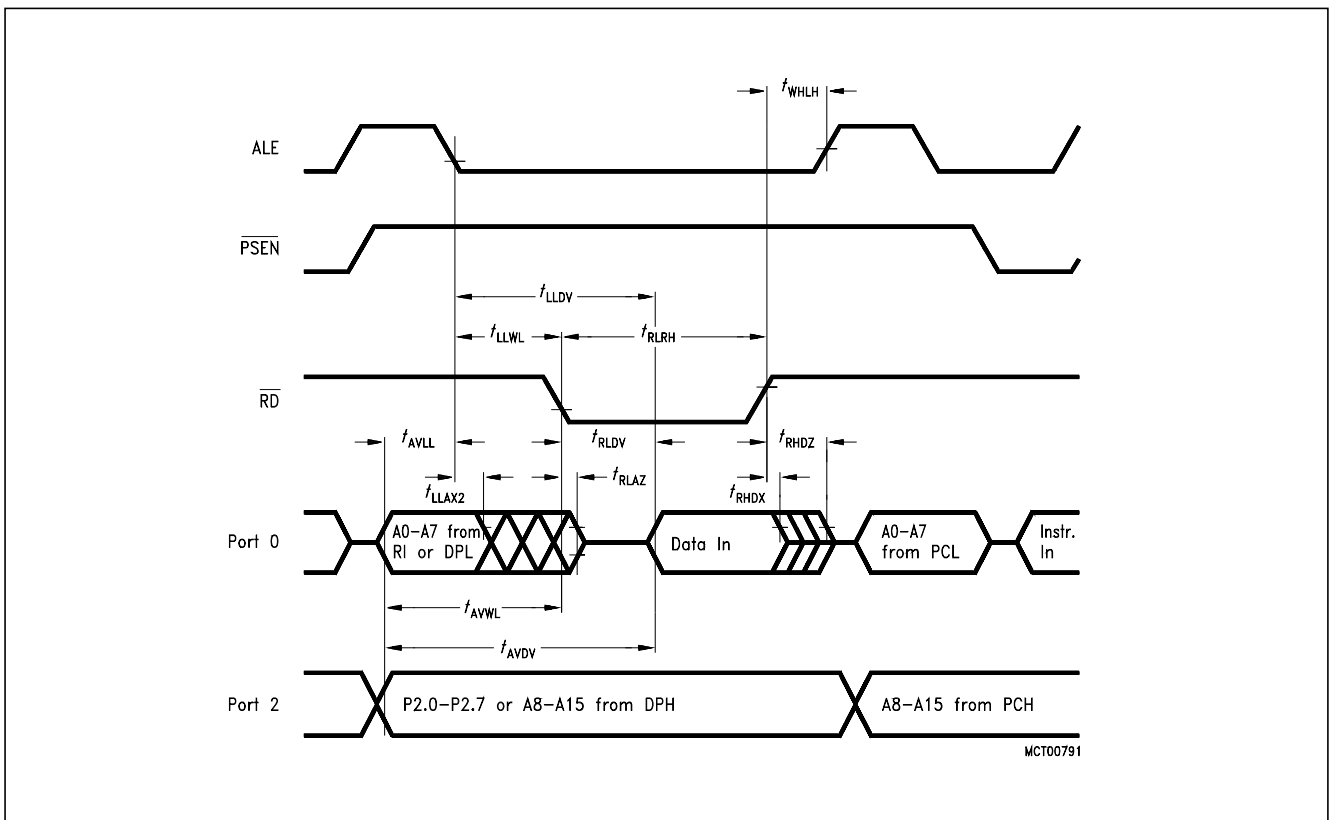 tWHLH
ALE
PSEN
tLLDV
tLLWL
tRLRH
RD
tAVLL
tRLDV
tRHDZ
tRLAZ
tLLAX2
tRHDX
Port 0
A0-A7 from
RI or DPL
Data In
A0-A7
from PCL
Instr.
In
tAVWL
tAVDV
Port 2
P2.0-P2.7 or A8-A15 from DPH
A8-A15 from PCH
MCT00791